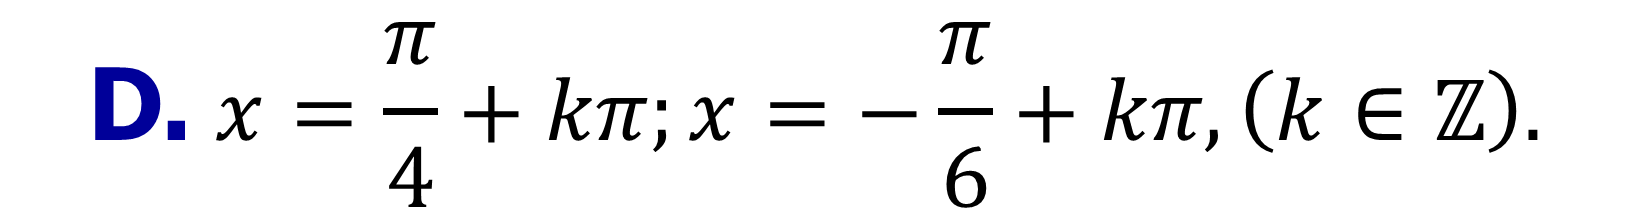 D. x = π/4 + kπ; x = −π/6 + kπ, (k ∈ ℤ).